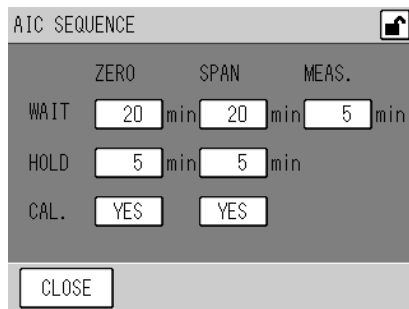 AIC SEQUENCE
ZERO SPAN MEAS.
WAIT 20 min 20 min 5 min
HOLD 5 min 5 min
CAL. YES YES
CLOSE